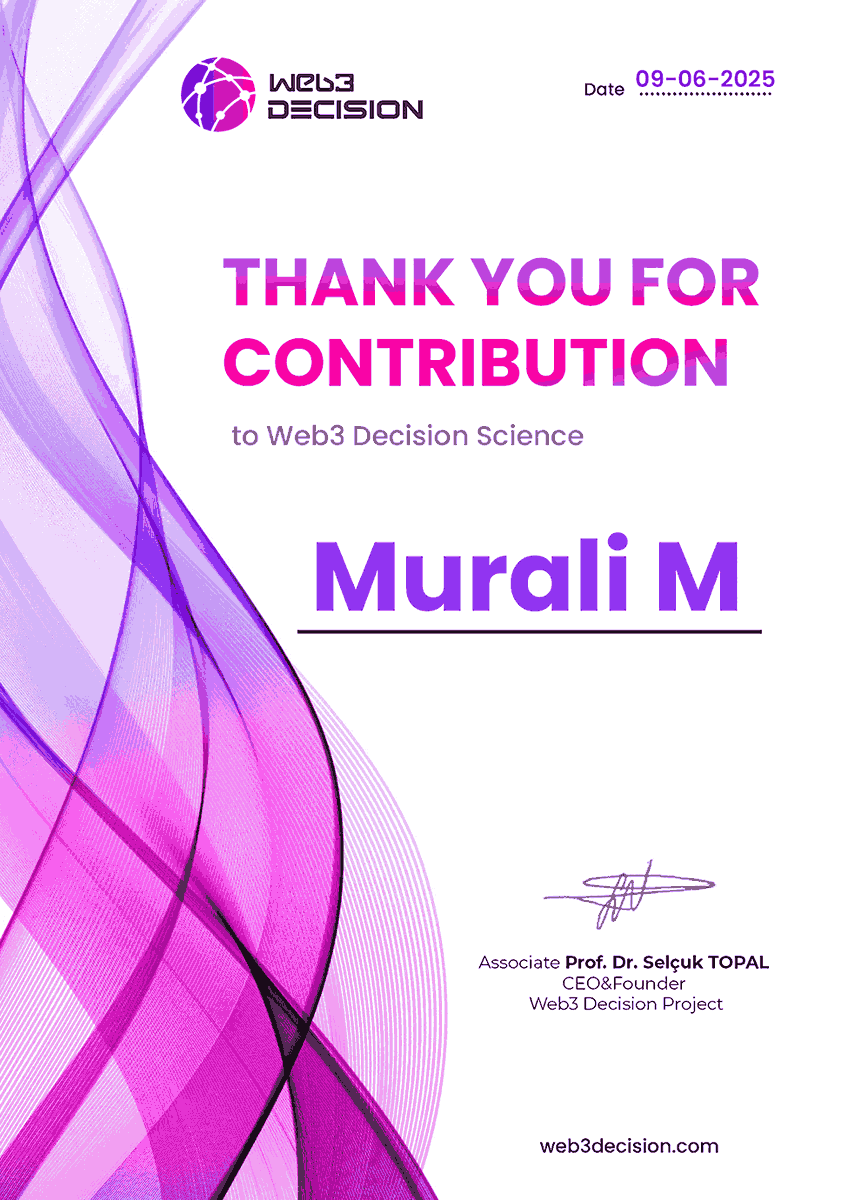 Web3
DECISION
Date 09-06-2025
THANK YOU FOR
CONTRIBUTION
to Web3 Decision Science
Murali M
Associate Prof. Dr. Selçuk TOPAL
CEO&Founder
Web3 Decision Project
web3decision.com